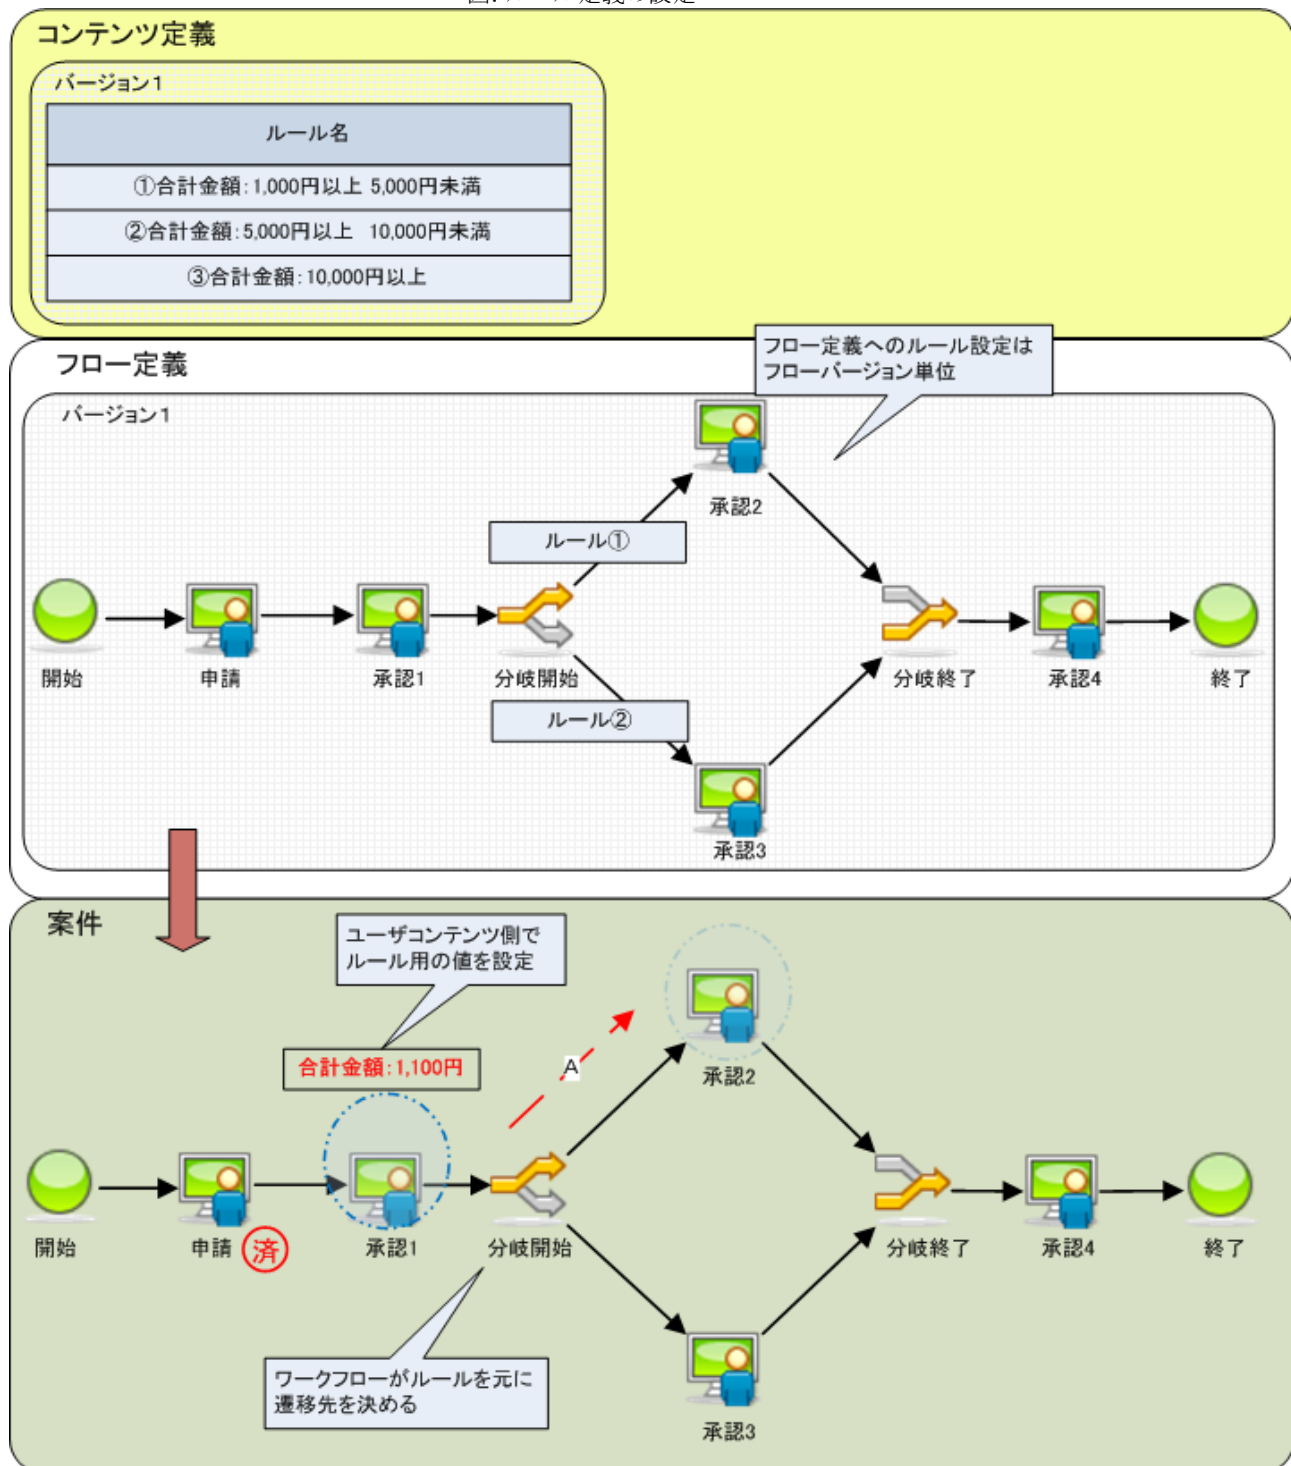 コンテンツ定義
バージョン1
ルール名
①合計金額：1,000円以上 5,000円未満
②合計金額：5,000円以上　10,000円未満
③合計金額：10,000円以上
フロー定義
フロー定義へのルール設定は
フローバージョン単位
バージョン1
承認2
ルール①
開始
申請
承認1
分岐開始
分岐終了
承認4
終了
ルール②
承認3
案件
ユーザコンテンツ側で
ルール用の値を設定
合計金額：1,100円
A
承認2
開始
申請
済
承認1
分岐開始
分岐終了
承認4
終了
ワークフローがルールを元に
遷移先を決める
承認3